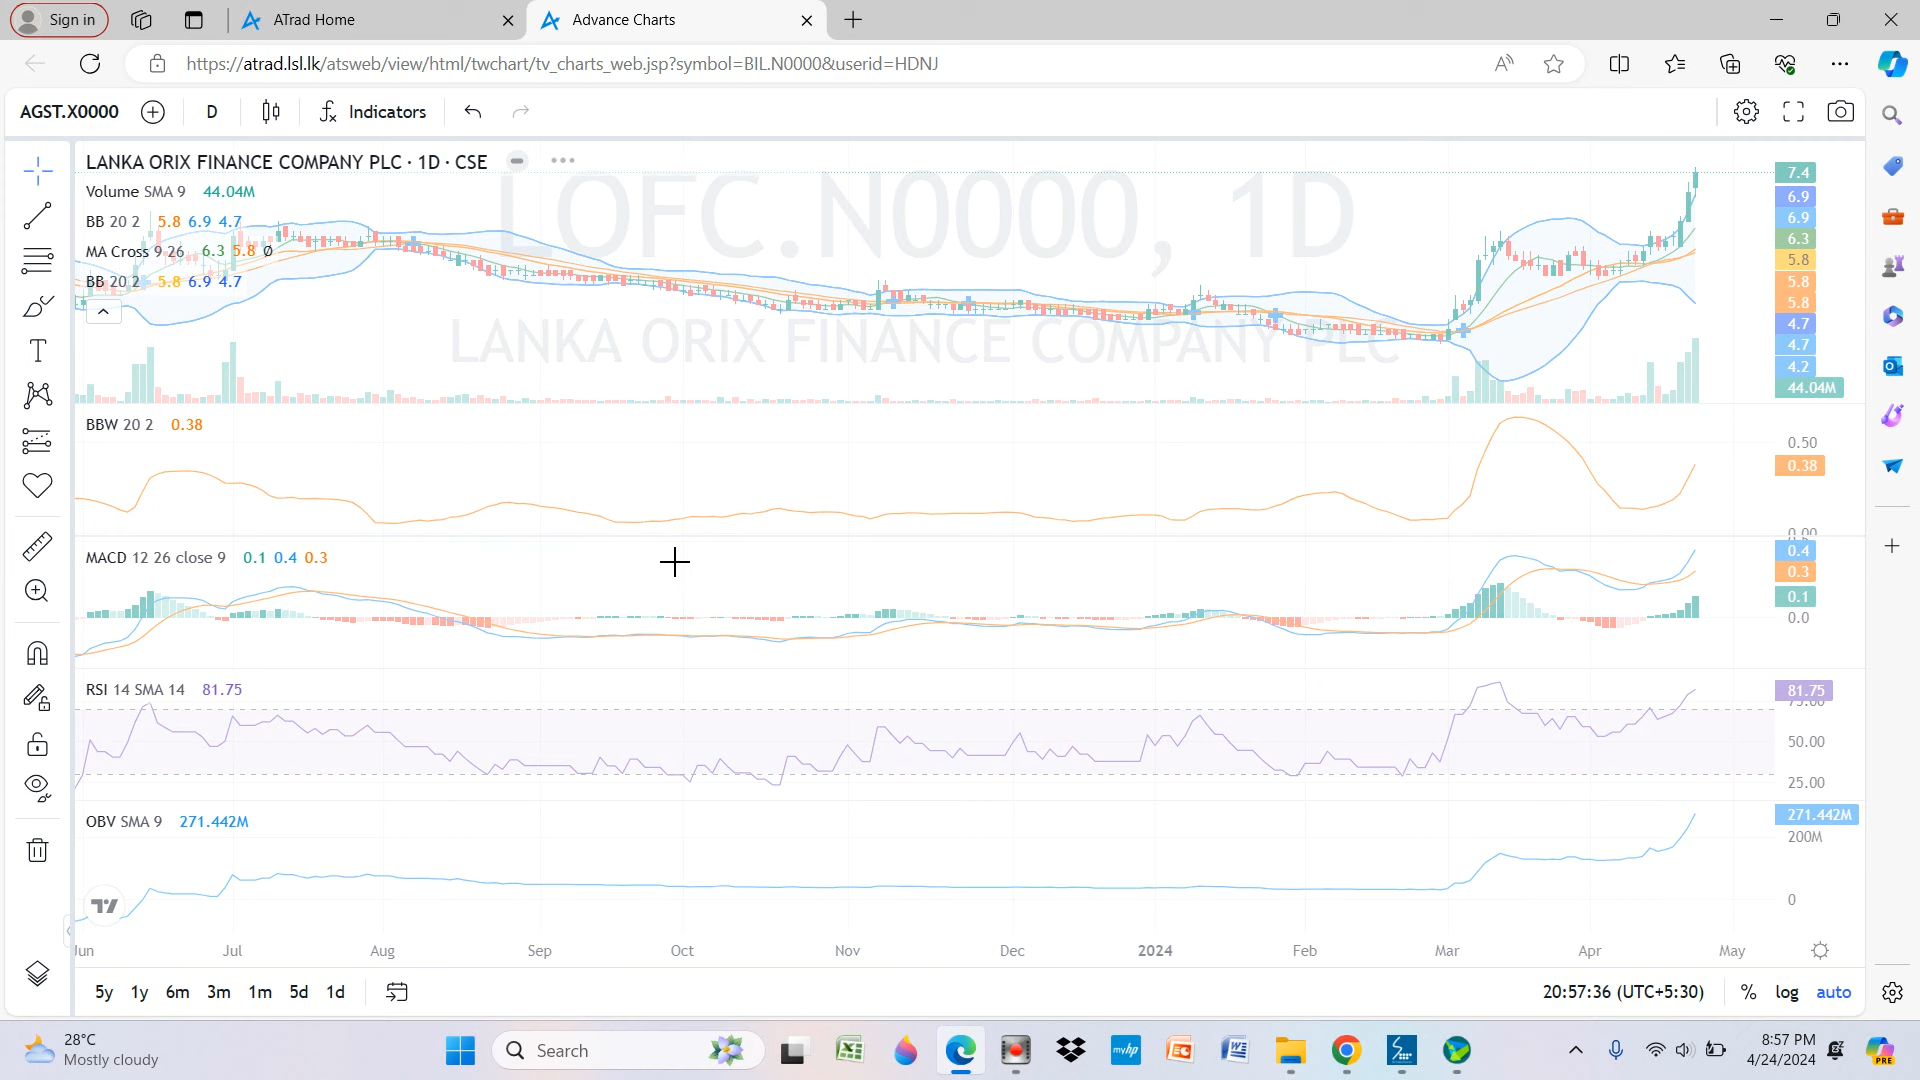 Sign in
ATrad Home
Advance Charts
https://atrad.lsl.lk/atsweb/view/html/twchart/tv_charts_web.jsp?symbol=BIL.N0000&userid=HDNJ
AGST.X0000 D Indicators
LANKA ORIX FINANCE COMPANY PLC · 1D · CSE
Volume SMA 9 44.04M
BB 20 2 5.8 6.9 4.7
MA Cross 9 26 6.3 5.8 Ø
BB 20 2 5.8 6.9 4.7
LOFC.N0000, 1D
LANKA ORIX FINANCE COMPANY PLC
7.4
6.9
6.9
6.3
5.8
5.8
5.8
4.7
4.7
4.2
44.04M
BBW 20 2 0.38
0.50
0.38
0.00
MACD 12 26 close 9 0.1 0.4 0.3
0.4
0.3
0.1
0.0
RSI 14 SMA 14 81.75
81.75
75.00
50.00
25.00
OBV SMA 9 271.442M
271.442M
200M
0
Jun Jul Aug Sep Oct Nov Dec 2024 Feb Mar Apr May
5y 1y 6m 3m 1m 5d 1d
20:57:36 (UTC+5:30) % log auto
28°C
Mostly cloudy
Search
myhp
8:57 PM
4/24/2024
PRE